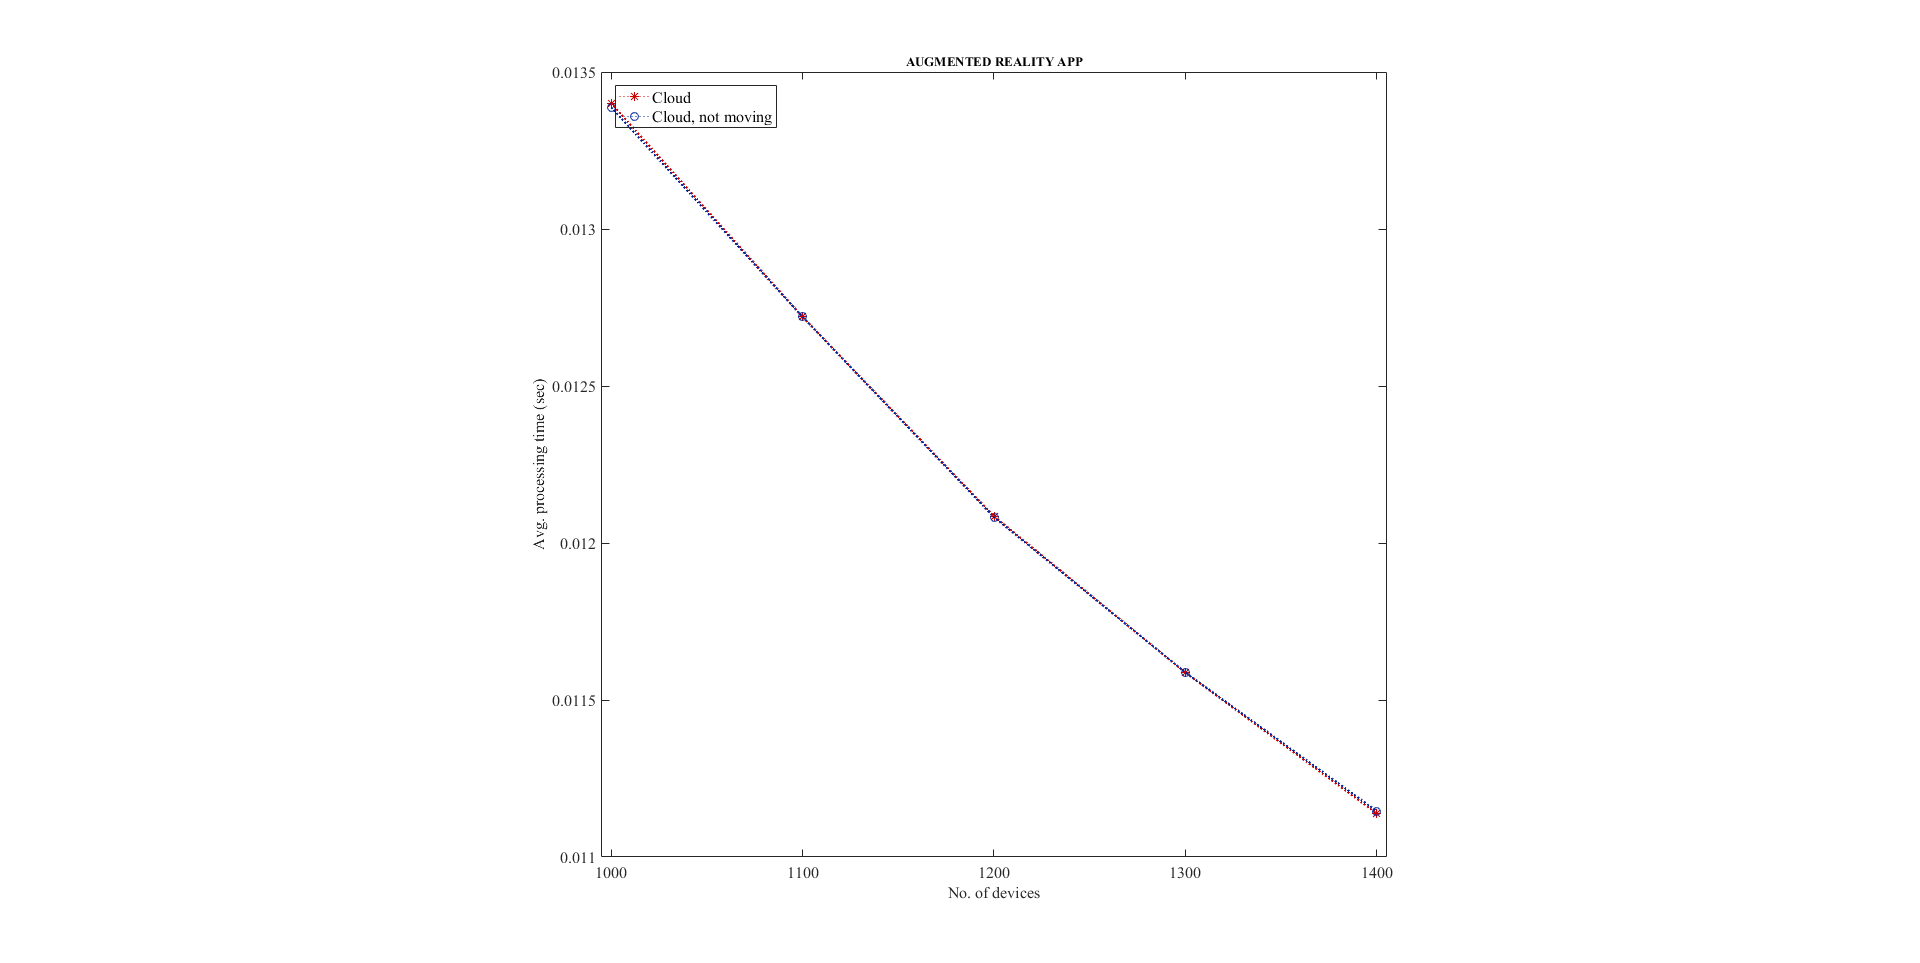 AUGMENTED REALITY APP
0.0135
0.013
0.0125
0.012
0.0115
0.011
Avg. processing time (sec)
Cloud
Cloud, not moving
1000 1100 1200 1300 1400
No. of devices